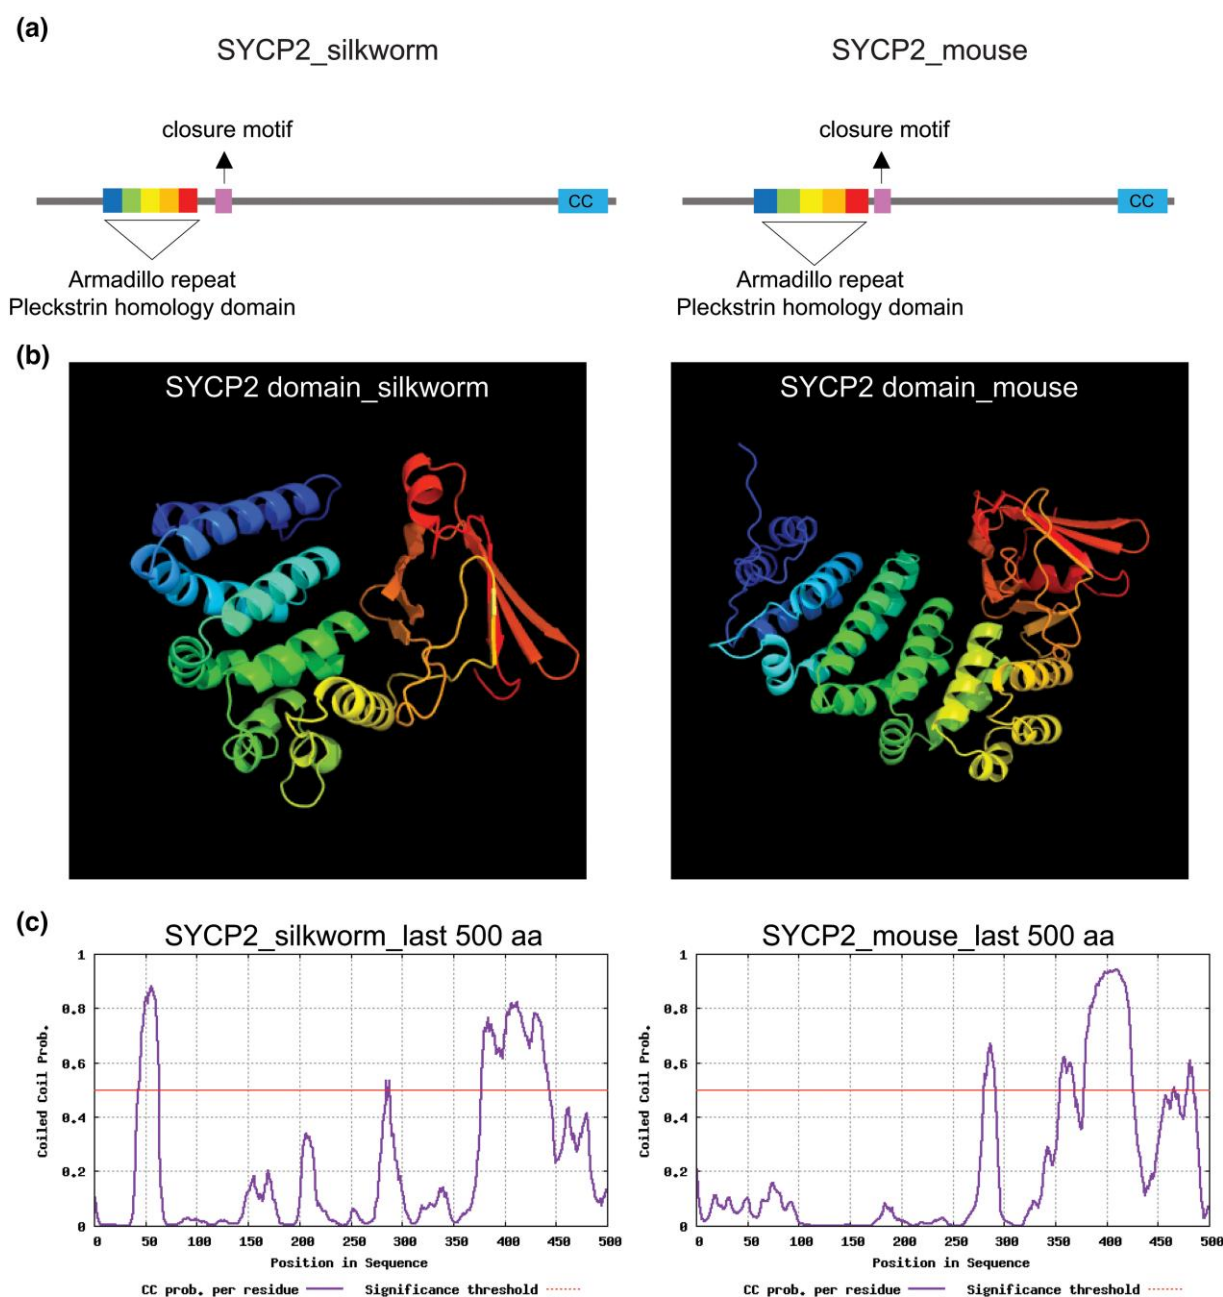 (a)
SYCP2_silkworm
SYCP2_mouse
closure motif
closure motif
CC
CC
Armadillo repeat
Pleckstrin homology domain
Armadillo repeat
Pleckstrin homology domain
(b)
SYCP2 domain_silkworm
SYCP2 domain_mouse
(c)
SYCP2_silkworm_last 500 aa
1
0.8
0.6
0.4
0.2
0
Coiled Coil Prob.
0 50 100 150 200 250 300 350 400 450 500
Position in Sequence
CC prob. per residue
Significance threshold
SYCP2_mouse_last 500 aa
1
0.8
0.6
0.4
0.2
0
Coiled Coil Prob.
0 50 100 150 200 250 300 350 400 450 500
Position in Sequence
CC prob. per residue
Significance threshold